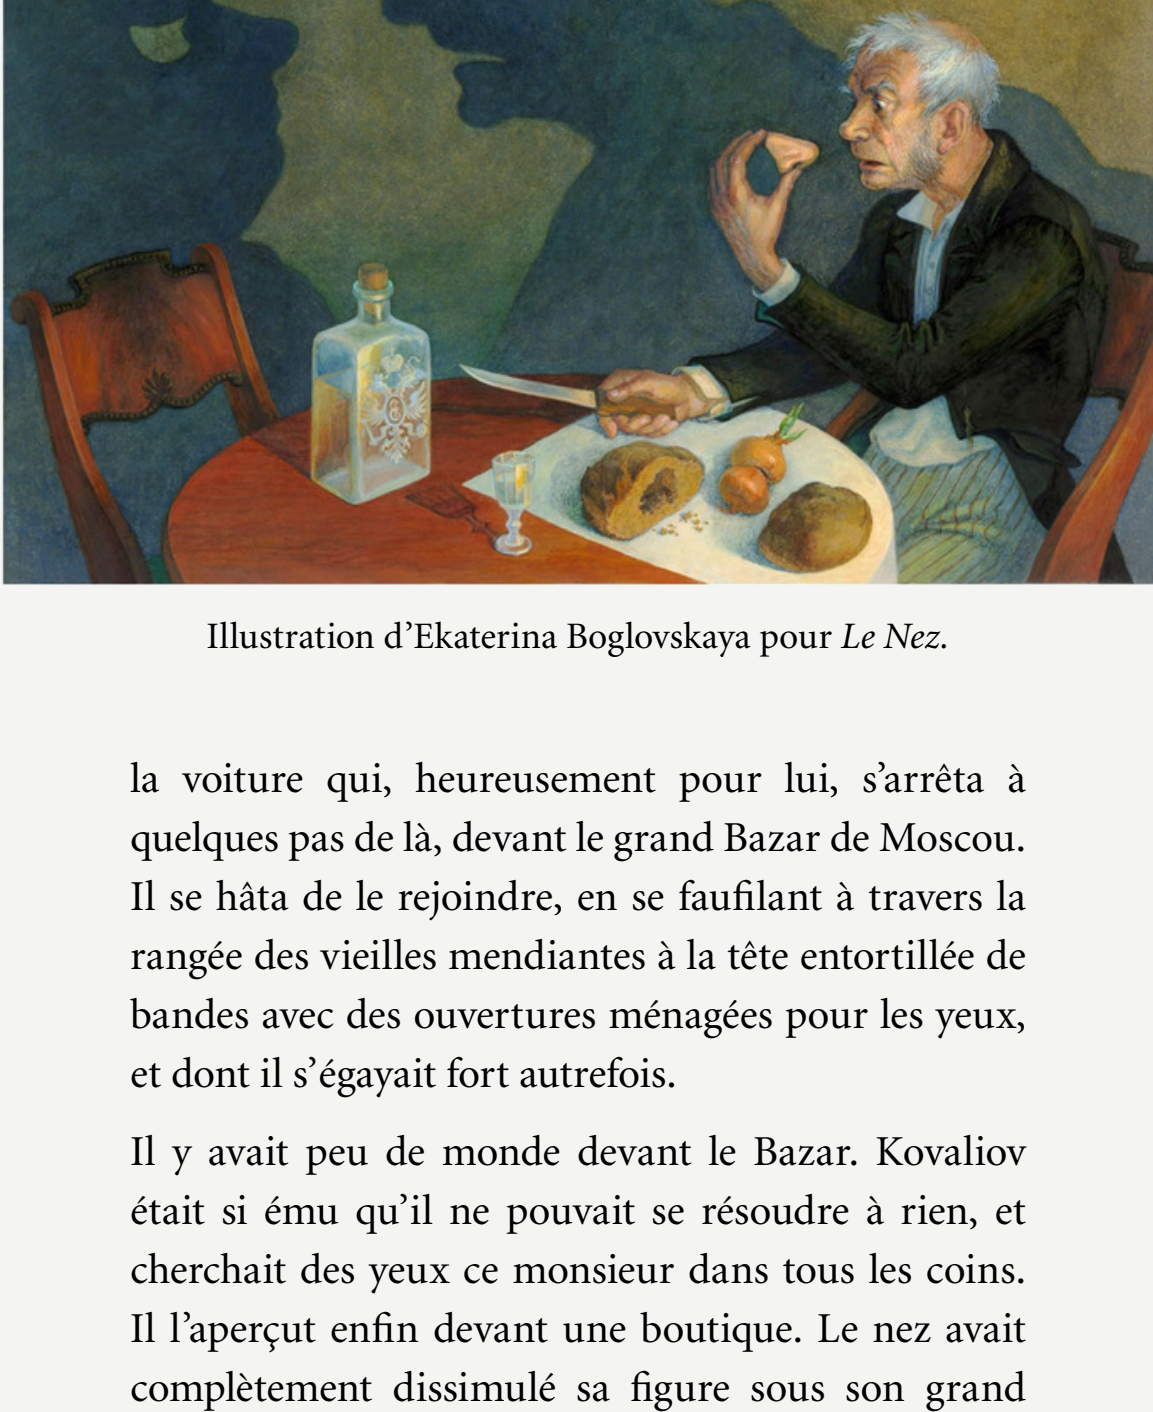 Illustration d’Ekaterina Boglovskaya pour Le Nez.
la voiture qui, heureusement pour lui, s’arrêta à
quelques pas de là, devant le grand Bazar de Moscou.
Il se hâta de le rejoindre, en se faufilant à travers la
rangée des vieilles mendiantes à la tête entortillée de
bandes avec des ouvertures ménagées pour les yeux,
et dont il s’égayait fort autrefois.
Il y avait peu de monde devant le Bazar. Kovaliov
était si ému qu’il ne pouvait se résoudre à rien, et
cherchait des yeux ce monsieur dans tous les coins.
Il l’aperçut enfin devant une boutique. Le nez avait
complètement dissimulé sa figure sous son grand